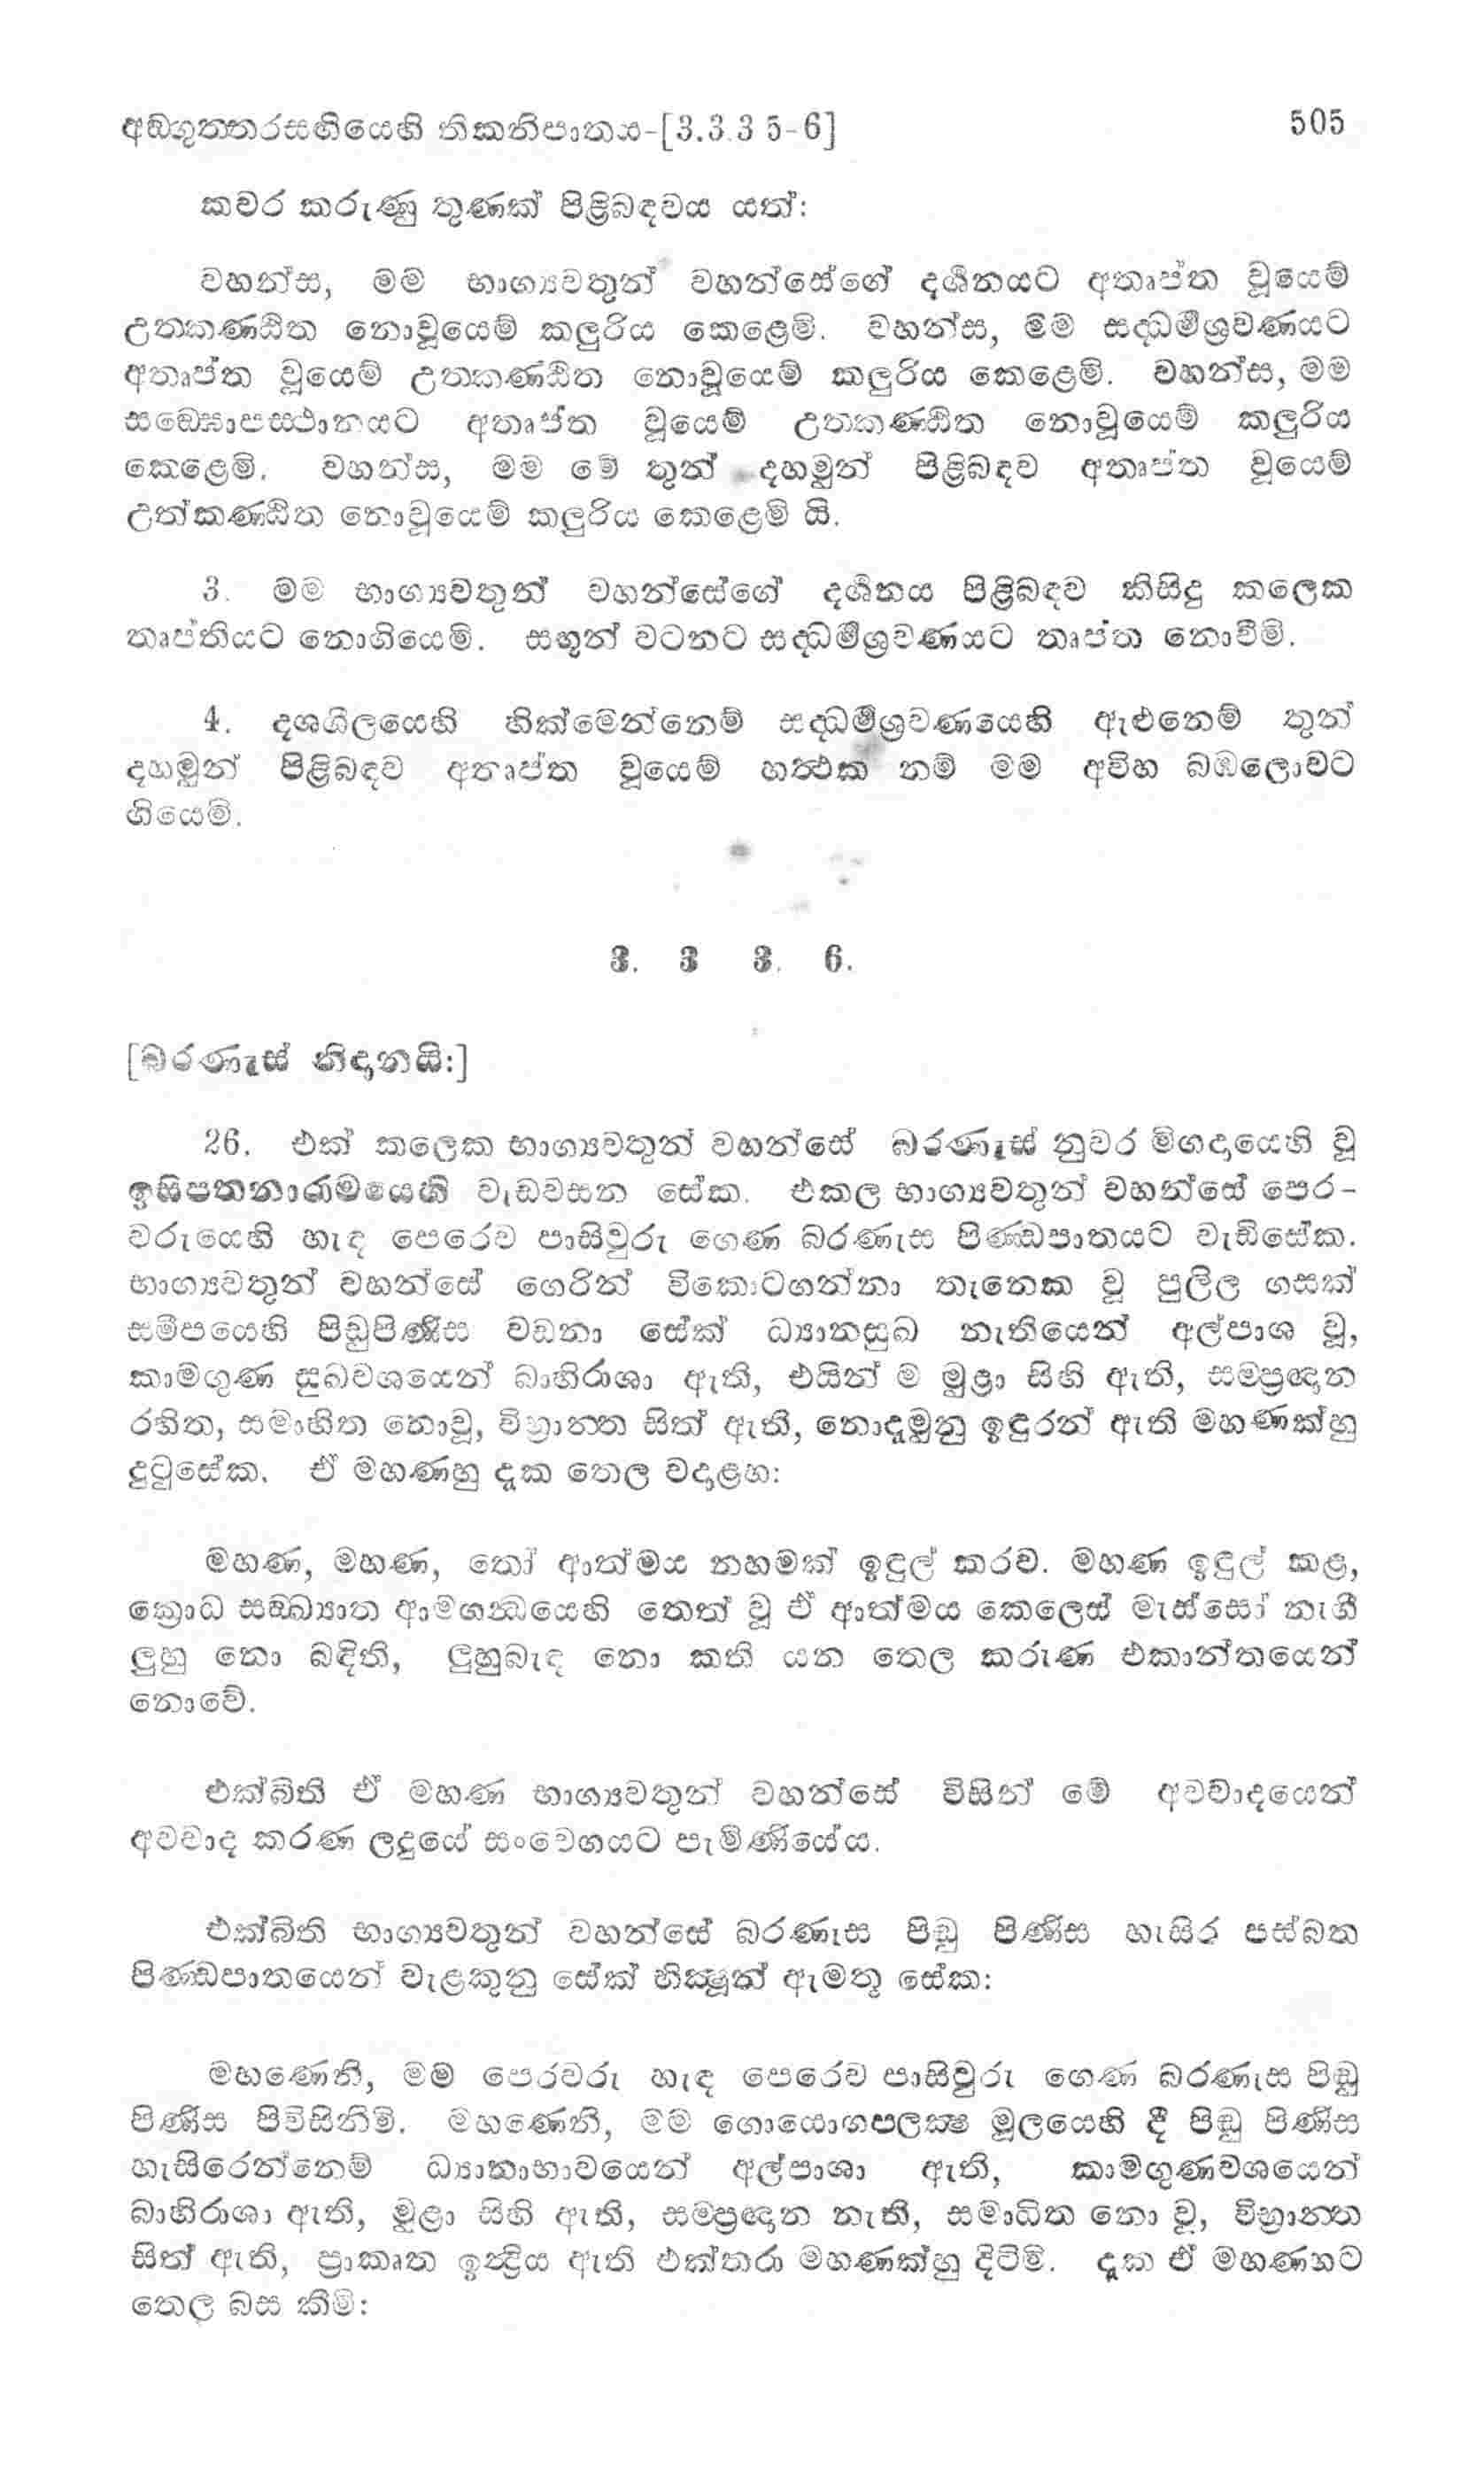 අඞ්ගුත්තරසඟියෙහි තිකනිපාතය-[3.3.3 5-6] 505
කවර කරුණු තුණක් පිළිබඳවය යත්:
වහන්ස, මම භාග්‍යවතුන් වහන්සේගේ දර්‍ශනයට අතෘප්ත වූයෙම්
උත්කණ්ඨිත නොවූයෙම් කලුරිය කෙළෙමි. වහන්ස, මම සද්ධර්‍මශ්‍රවණයට
අතෘප්ත වූයෙම් උත්කණ්ඨිත නොවූයෙම් කලුරිය කෙළෙමි. වහන්ස, මම
සඞ්ඝොපස්ථානයට අතෘප්ත වූයෙම් උත්කණ්ඨිත නොවූයෙම් කලුරිය
කෙළෙමි. වහන්ස, මම මේ තුන් දහමුන් පිළිබඳව අතෘප්ත වූයෙම්
උත්කණ්ඨිත නොවූයෙම් කලුරිය කෙළෙමි යි.
3. මම භාග්‍යවතුන් වහන්සේගේ දර්‍ශනය පිළිබඳව කිසිදු කලෙක
තෘප්තියට නොගියෙමි. සඟුන් වටනට සද්ධර්‍මශ්‍රවණයට තෘප්ත නොවීමි.
4. දශශීලයෙහි හික්මෙන්නෙම් සද්ධර්‍මශ්‍රවණයෙහි ඇළුනෙම් තුන්
දහමුන් පිළිබඳව අතෘප්ත වූයෙම් හත්‍ථක නම් මම අවිහ බඹලොවට
ගියෙමි.
3. 3 3. 6.
[බරණැස් නිදානයි:]
26. එක් කලෙක භාග්‍යවතුන් වහන්සේ බරණැස් නුවර මිගදායෙහි වූ
ඉසිපතනාරාමයෙහි වැඩවසන සේක. එකල භාග්‍යවතුන් වහන්සේ පෙර-
වරුයෙහි හැඳ පෙරෙව පාසිවුරු ගෙණ බරණැස පිණ්ඩපාතයට වැඩිසේක.
භාග්‍යවතුන් වහන්සේ ගෙරින් විකොටගන්නා තැනෙක වූ පුලිල ගසක්
සමීපයෙහි පිඬුපිණිස වඩනා සේක් ධ්‍යානසුඛ නැතියෙන් අල්පාශ වූ,
කාමගුණ සුඛවශයෙන් බාහිරාශා ඇති, එයින් ම මුළා සිහි ඇති, සම්ප්‍රඥාන
රහිත, සමාහිත නොවූ, විභ්‍රාන්ත සිත් ඇති, නොදැමුනු ඉඳුරන් ඇති මහණක්හු
දුටුසේක. ඒ මහණහු දැක තෙල වදාළහ:
මහණ, මහණ, තෝ ආත්මය නහමක් ඉඳුල් කරව. මහණ ඉඳුල් කළ,
ක්‍රොධ සඞ්ඛ්‍යාත ආමගන්ධයෙහි තෙත් වූ ඒ ආත්මය කෙලෙස් මැස්සෝ නැඟී
ලුහු නො බඳිති, ලුහුබැඳ නො කති යන තෙල කරුණ එකාන්තයෙන්
නොවේ.
එක්බිති ඒ මහණ භාග්‍යවතුන් වහන්සේ විසින් මේ අවවාදයෙන්
අවවාද කරණ ලදුයේ සංවෙගයට පැමිණියේය.
එක්බිති භාග්‍යවතුන් වහන්සේ බරණැස පිඬු පිණිස හැසිර පස්බත
පිණ්ඩපාතයෙන් වැළකුනු සේක් භික්‍ෂූන් ඇමතූ සේක:
මහණෙනි, මම පෙරවරු හැඳ පෙරෙව පාසිවුරු ගෙණ බරණැස පිඬු
පිණිස පිවිසිනිමි. මහණෙනි, මම ගොයොගපලක්‍ෂ මූලයෙහි දී පිඬු පිණිස
හැසිරෙන්නෙම් ධ්‍යානාභාවයෙන් අල්පාශා ඇති, කාමගුණවශයෙන්
බාහිරාශා ඇති, මුළා සිහි ඇති, සම්ප්‍රඥාන නැති, සමාධිත නො වූ, විභ්‍රාන්ත
සිත් ඇති, ප්‍රාකෘත ඉන්ද්‍රිය ඇති එක්තරා මහණක්හු දිටිමි. දැක ඒ මහණහට
තෙල බස කීමි: